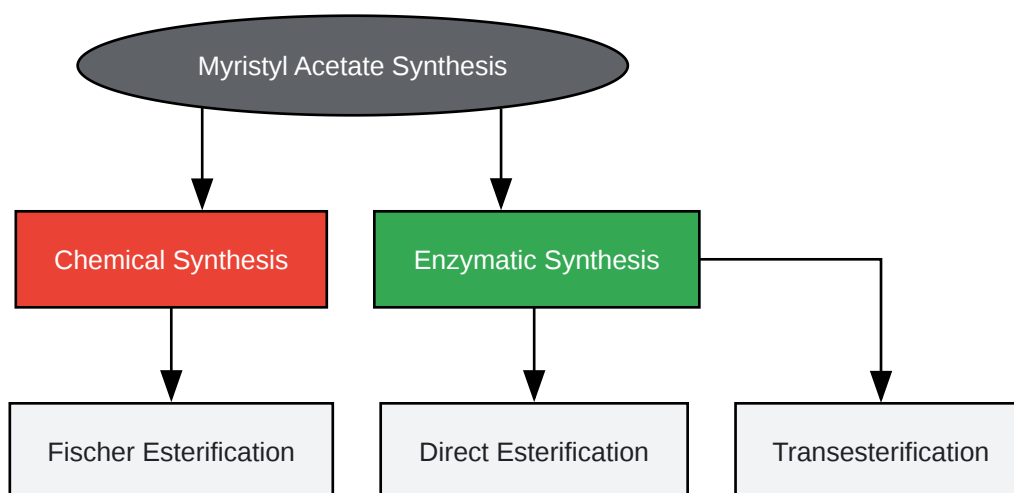 Myristyl Acetate Synthesis
Chemical Synthesis
Enzymatic Synthesis
Fischer Esterification
Direct Esterification
Transesterification